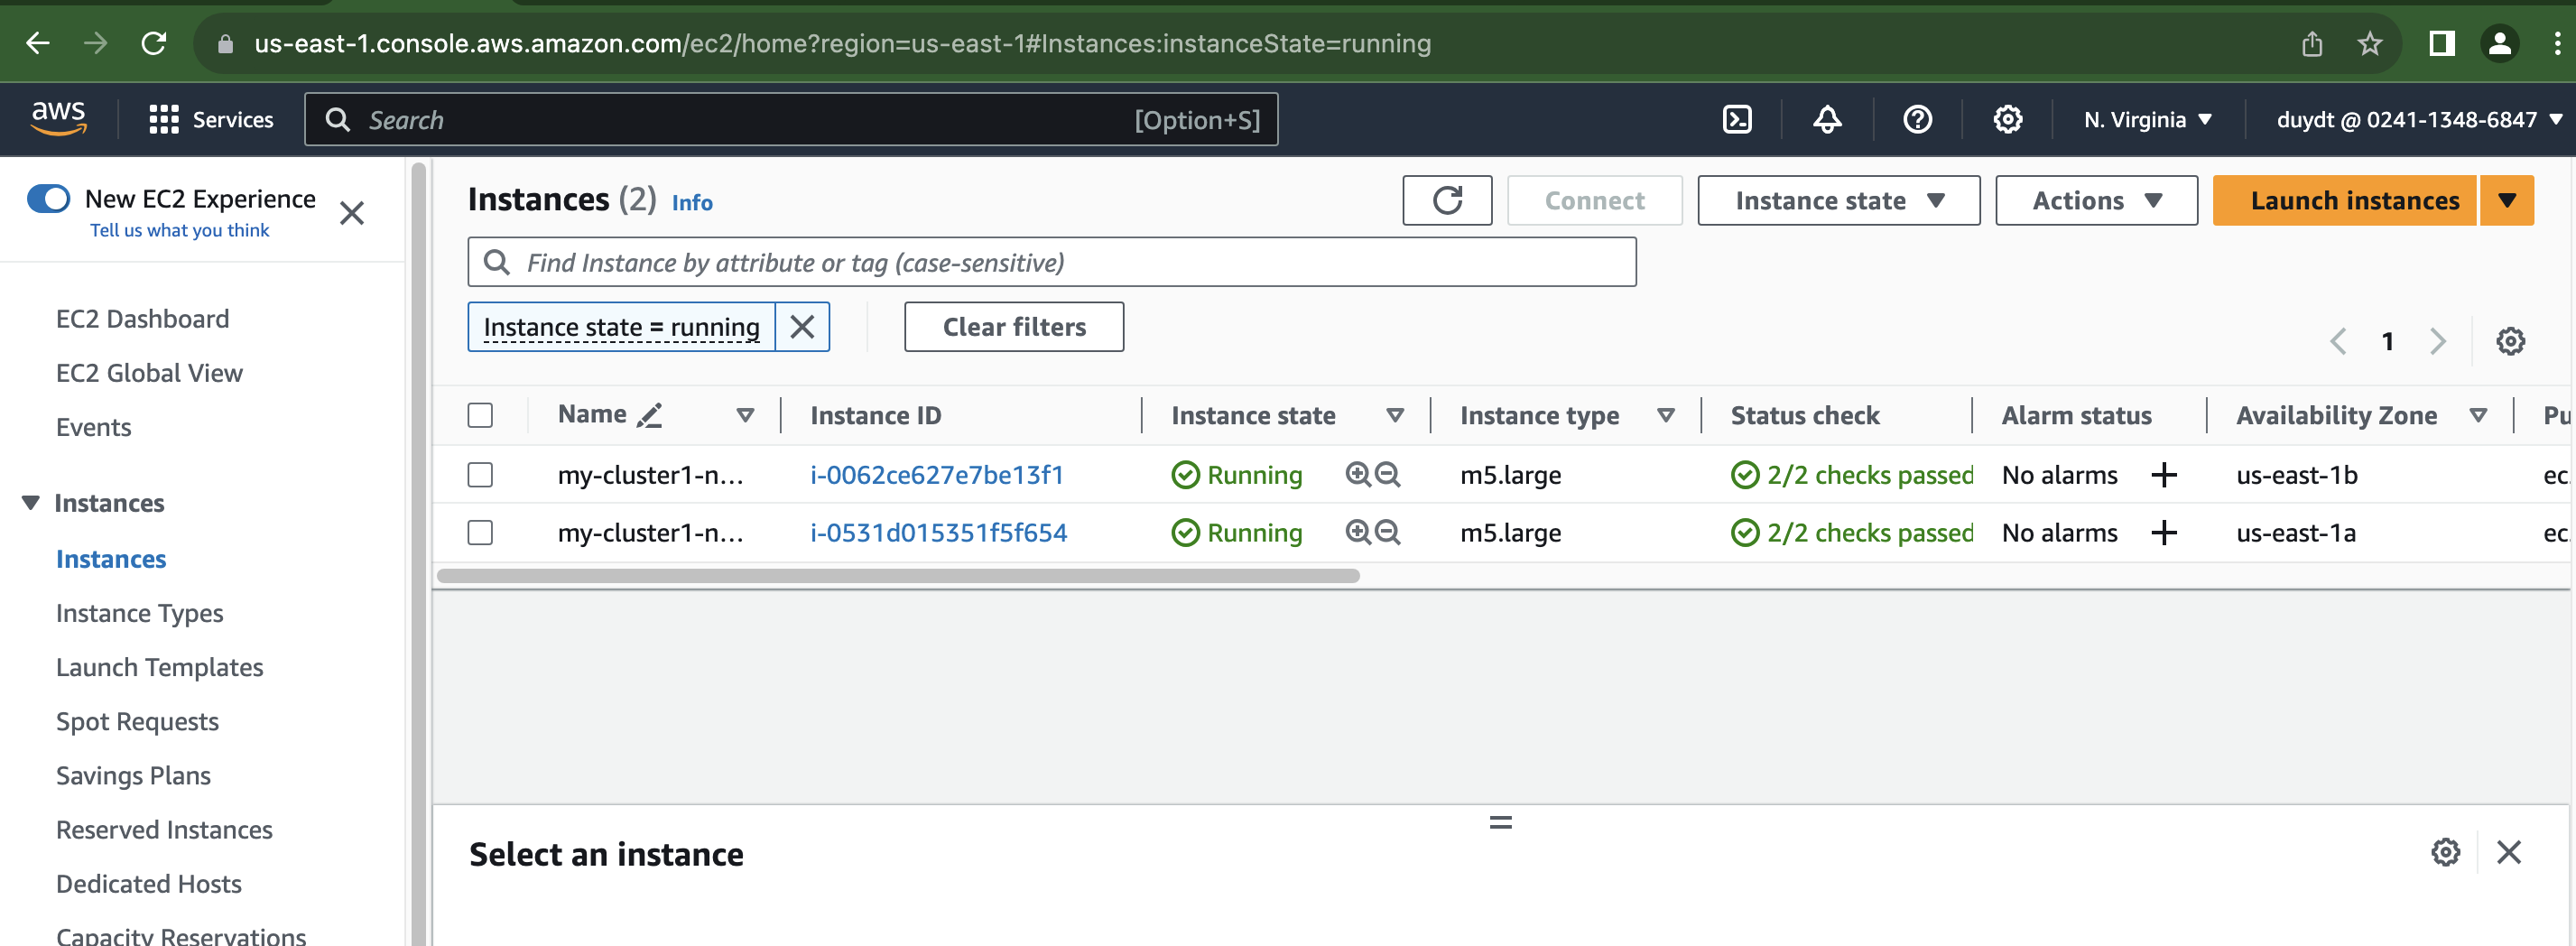 us-east-1.console.aws.amazon.com/ec2/home?region=us-east-1#Instances:instanceState=running
aws Services Search [Option+S] N. Virginia duydt @ 0241-1348-6847
New EC2 Experience
Tell us what you think
EC2 Dashboard
EC2 Global View
Events
Instances
Instances
Instance Types
Launch Templates
Spot Requests
Savings Plans
Reserved Instances
Dedicated Hosts
Capacity Reservations
Instances (2) Info Connect Instance state Actions Launch instances
Find Instance by attribute or tag (case-sensitive)
Instance state = running Clear filters
1
Name Instance ID Instance state Instance type Status check Alarm status Availability Zone Pu
my-cluster1-n... i-0062ce627e7be13f1 Running m5.large 2/2 checks passed No alarms + us-east-1b ec
my-cluster1-n... i-0531d015351f5f654 Running m5.large 2/2 checks passed No alarms + us-east-1a ec
Select an instance